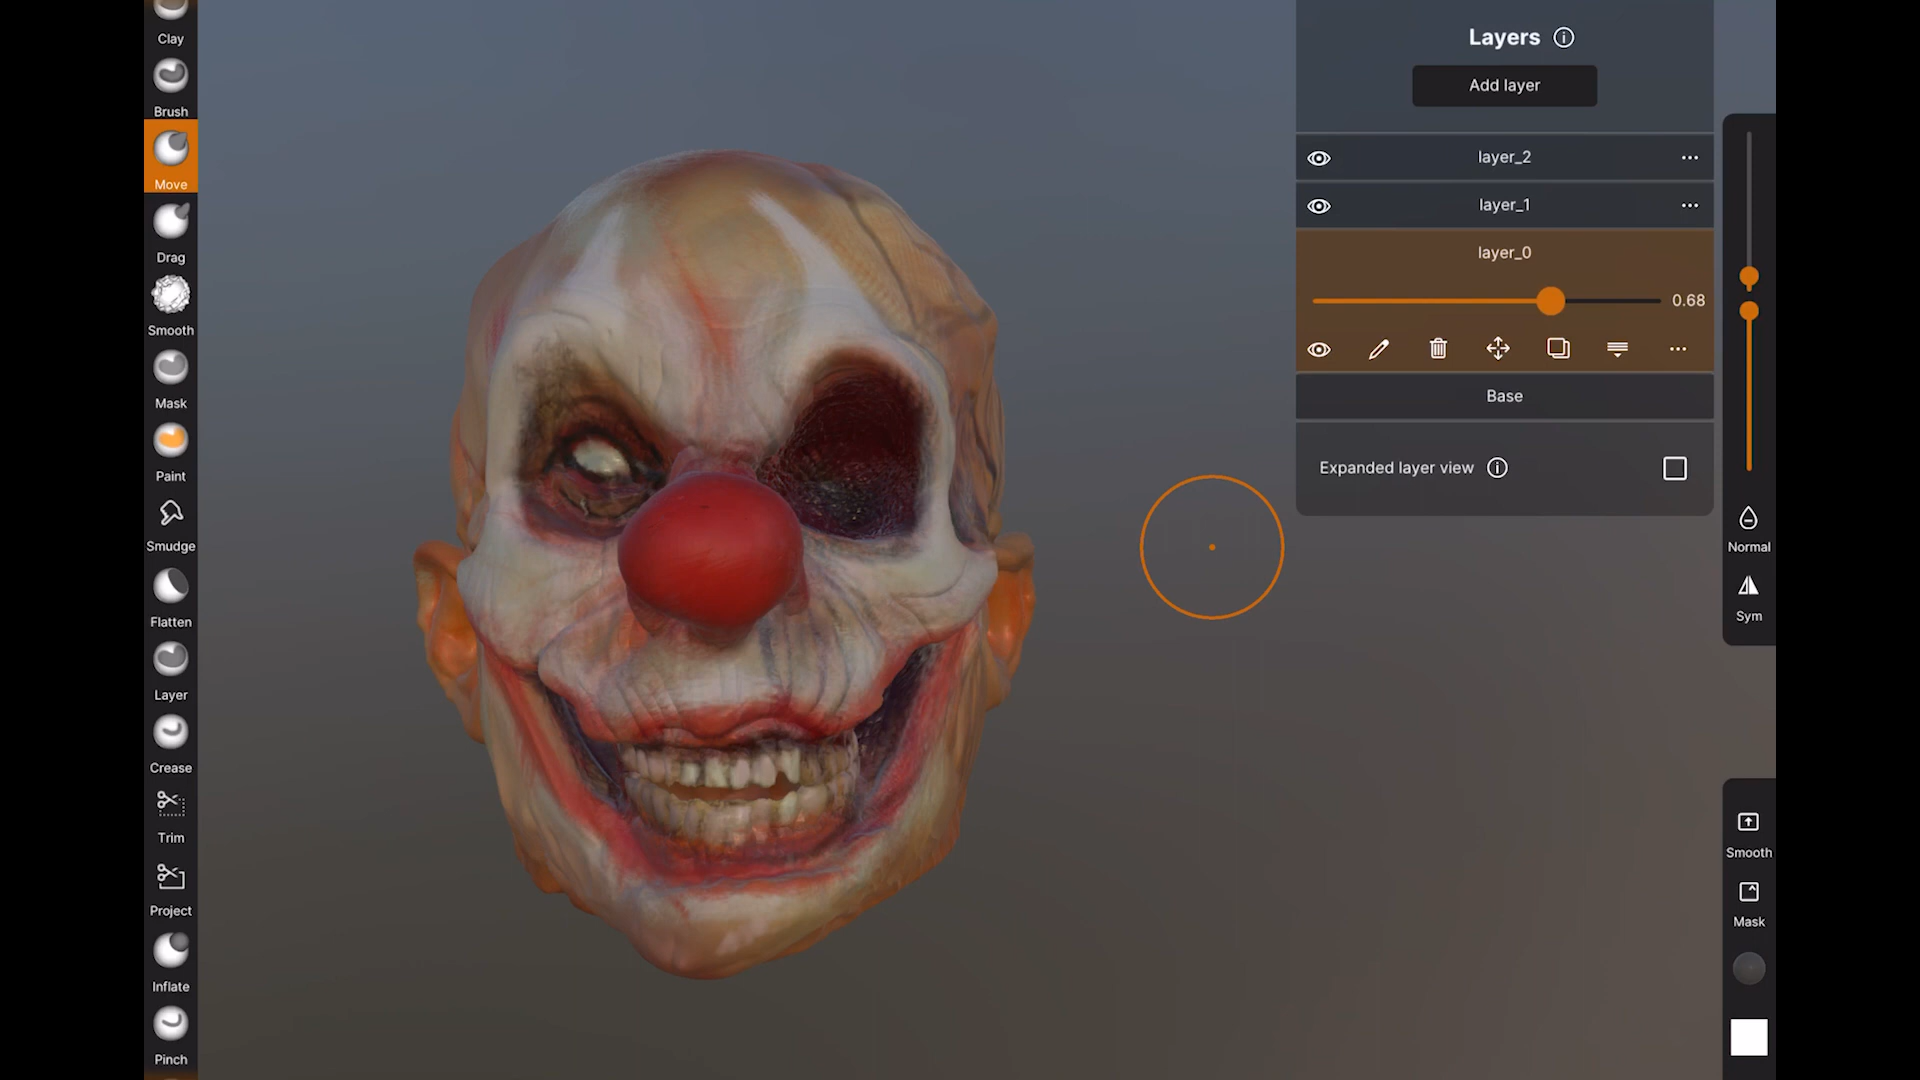 Clay
Brush
Move
Drag
Smooth
Mask
Paint
Smudge
Flatten
Layer
Crease
Trim
Project
Inflate
Pinch
Layers
Add layer
layer_2
layer_1
layer_0
0.68
Base
Expanded layer view
Normal
Sym
Smooth
Mask